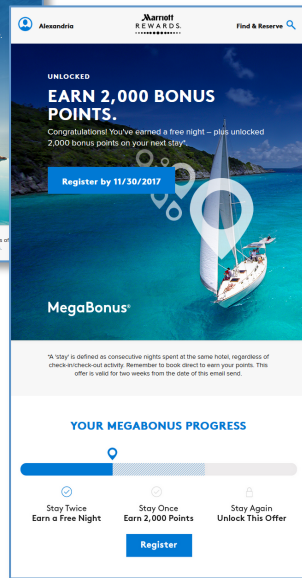 Alexandria
Marriott
REWARDS.
Find & Reserve
UNLOCKED
EARN 2,000 BONUS
POINTS.
Congratulations! You've earned a free night – plus unlocked
2,000 bonus points on your next stay*.
Register by 11/30/2017
MegaBonus®
*A 'stay' is defined as consecutive nights spent at the same hotel, regardless of
check-in/check-out activity. Remember to book direct to earn your points. This
offer is valid for two weeks from the date of this email send.
YOUR MEGABONUS PROGRESS
Stay Twice
Earn a Free Night
Stay Once
Earn 2,000 Points
Stay Again
Unlock This Offer
Register